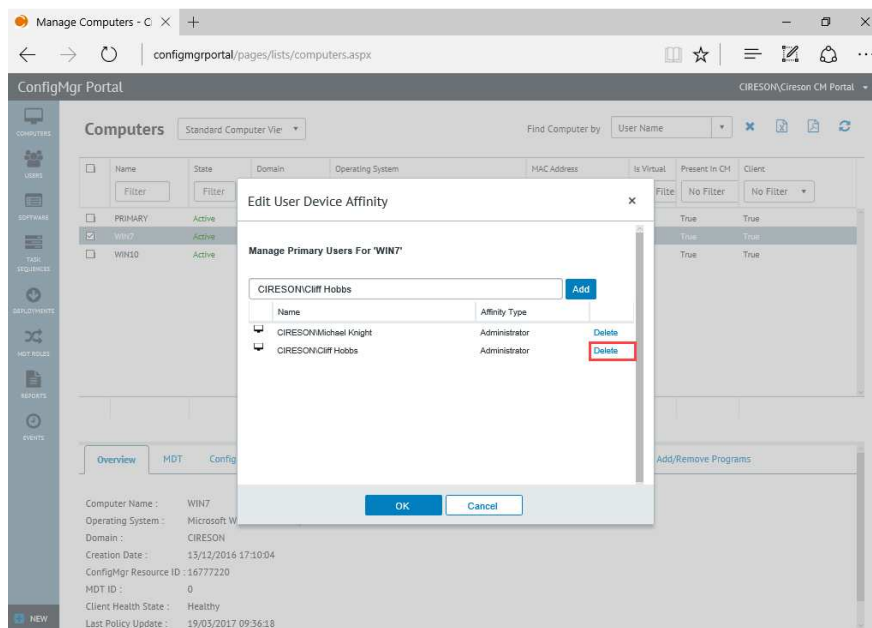 Manage Computers - Ci
configmgrportal/pages/lists/computers.aspx
ConfigMgr Portal
CIRESON\Cireson CM Portal
COMPUTERS
USERS
SOFTWARE
TASK
SEQUENCES
DEPLOYMENTS
MDT ROLES
REPORTS
EVENTS
NEW
Computers
Standard Computer Vie
Find Computer by
User Name
Name State Domain Operating System MAC Address Is Virtual Present In CM Client
Filter Filter Filte No Filter No Filter
PRIMARY Active True True
WIN7 Active True True
WIN10 Active True True
Edit User Device Affinity
Manage Primary Users For 'WIN7'
CIRESON\Cliff Hobbs
Add
Name Affinity Type
CIRESON\Michael Knight Administrator Delete
CIRESON\Cliff Hobbs Administrator Delete
OK Cancel
Overview MDT Config Add/Remove Programs
Computer Name : WIN7
Operating System : Microsoft W
Domain : CIRESON
Creation Date : 13/12/2016 17:10:04
ConfigMgr Resource ID : 16777220
MDT ID : 0
Client Health State : Healthy
Last Policy Update : 19/03/2017 09:36:18